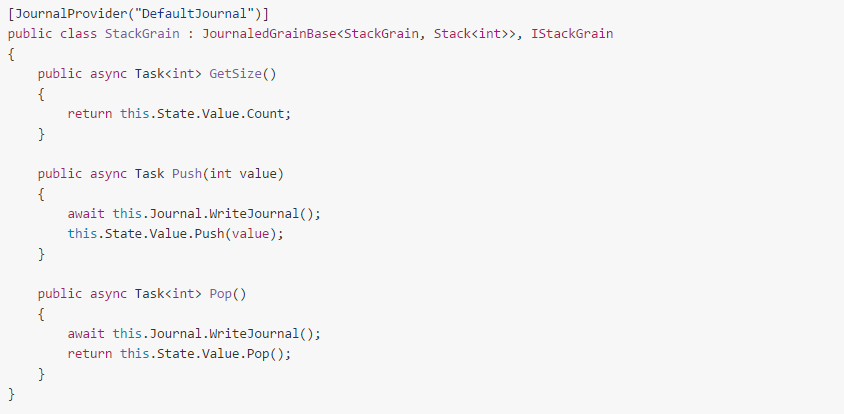 [JournalProvider("DefaultJournal")]
public class StackGrain : JournaledGrainBase<StackGrain, Stack<int>>, IStackGrain
{
    public async Task<int> GetSize()
    {
        return this.State.Value.Count;
    }

    public async Task Push(int value)
    {
        await this.Journal.WriteJournal();
        this.State.Value.Push(value);
    }

    public async Task<int> Pop()
    {
        await this.Journal.WriteJournal();
        return this.State.Value.Pop();
    }
}